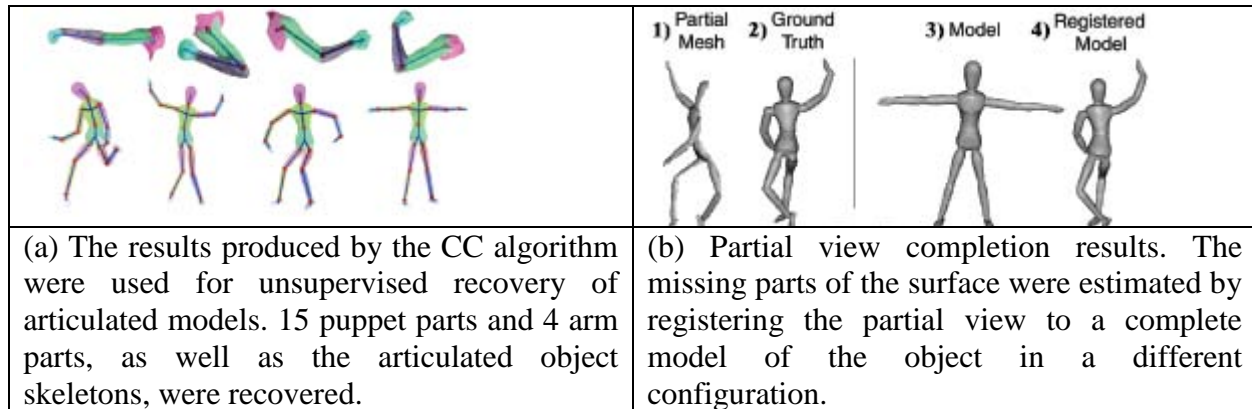 1) Partial Mesh
2) Ground Truth
3) Model
4) Registered Model
(a) The results produced by the CC algorithm
were used for unsupervised recovery of
articulated models. 15 puppet parts and 4 arm
parts, as well as the articulated object
skeletons, were recovered.
(b) Partial view completion results. The
missing parts of the surface were estimated by
registering the partial view to a complete
model of the object in a different
configuration.